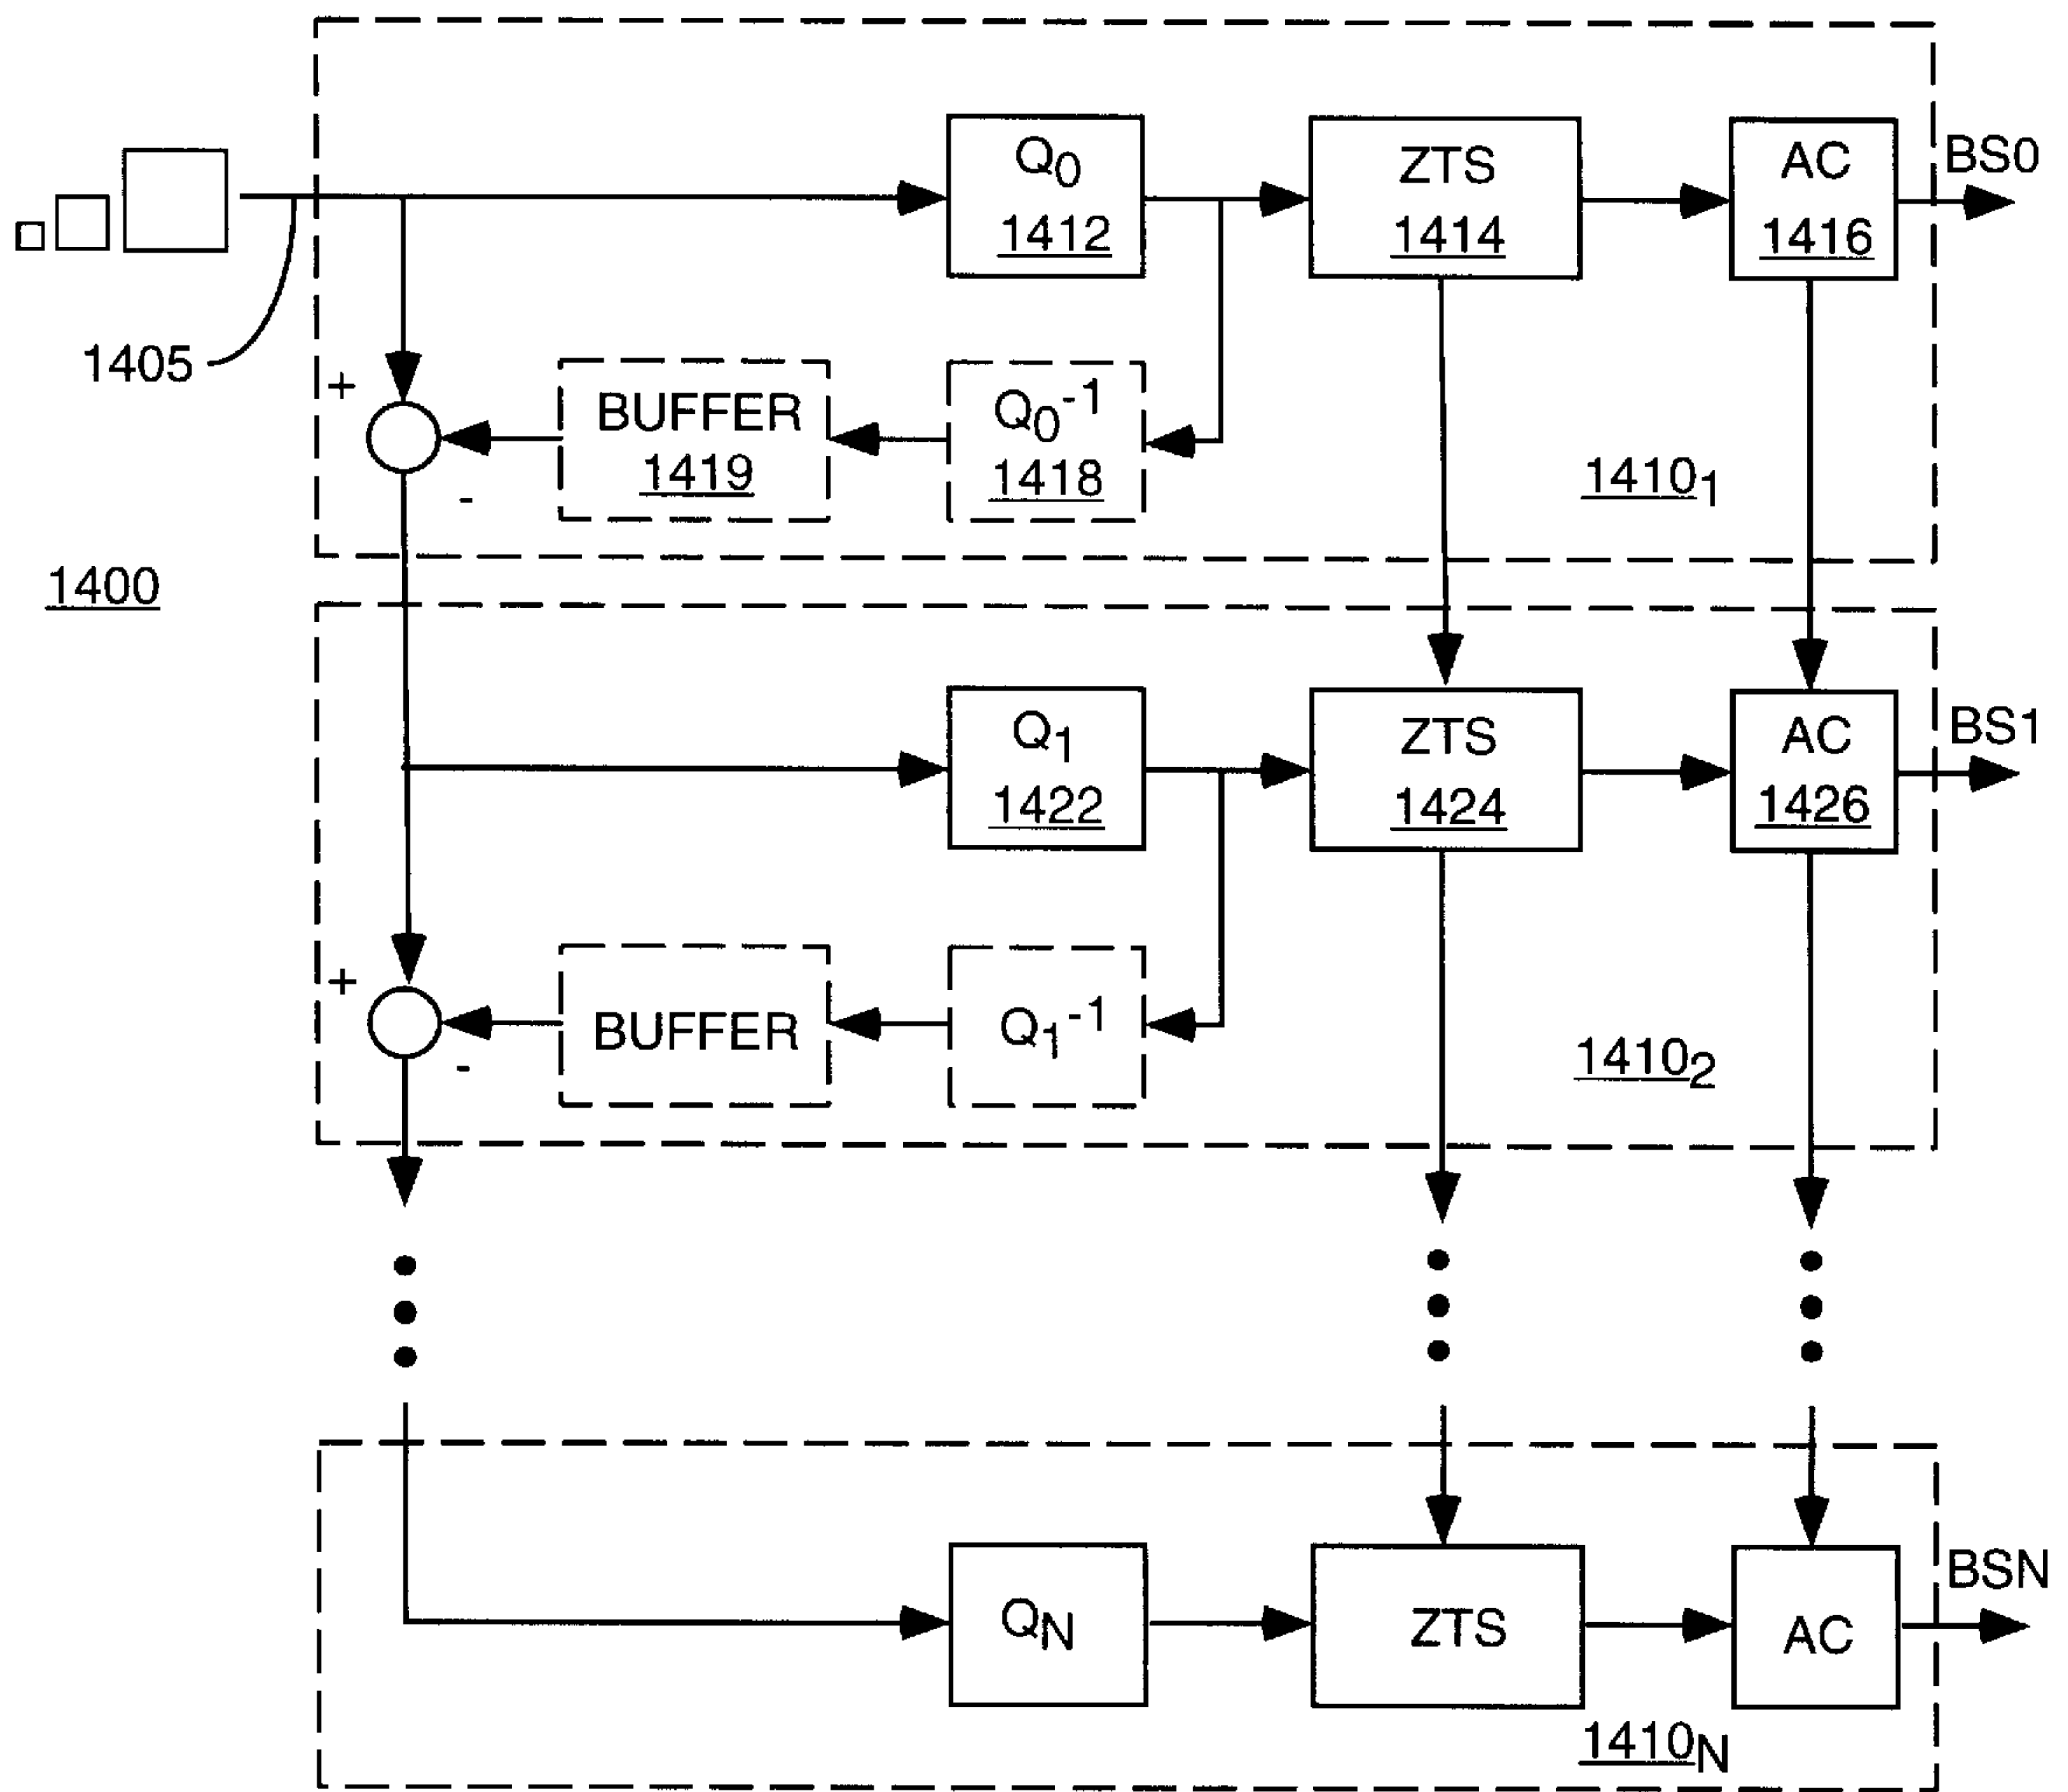 Q0
1412
ZTS
1414
AC
1416
BS0
1405
+
BUFFER
1419
Q0-1
1418
-
14101
1400
Q1
1422
ZTS
1424
AC
1426
BS1
+
BUFFER
Q1-1
-
14102
QN
ZTS
AC
BSN
1410N